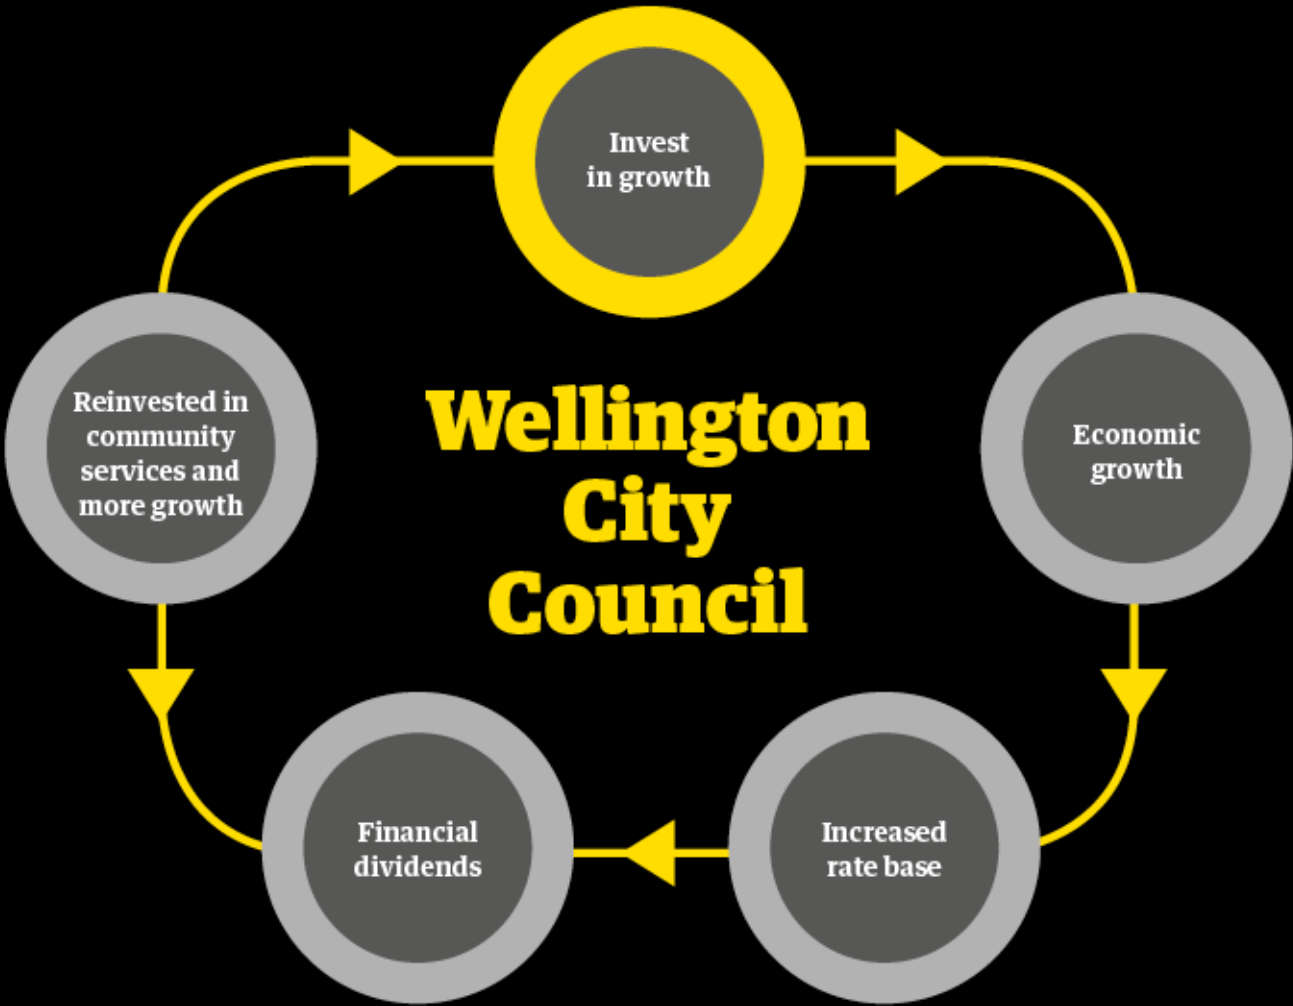 Invest
in growth
Reinvested in
community
services and
more growth
Wellington
City
Council
Economic
growth
Financial
dividends
Increased
rate base